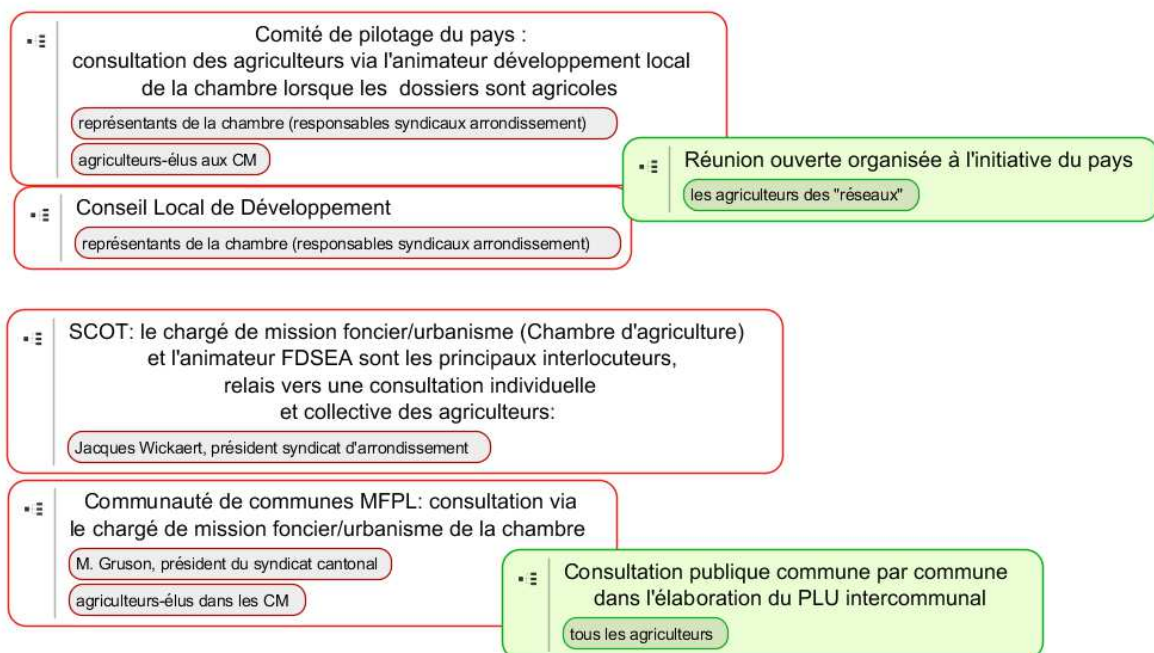 Comité de pilotage du pays :
consultation des agriculteurs via l'animateur développement local
de la chambre lorsque les dossiers sont agricoles
représentants de la chambre (responsables syndicaux arrondissement)
agriculteurs-élus aux CM
Réunion ouverte organisée à l'initiative du pays
les agriculteurs des "réseaux"
Conseil Local de Développement
représentants de la chambre (responsables syndicaux arrondissement)
SCOT: le chargé de mission foncier/urbanisme (Chambre d'agriculture)
et l'animateur FDSEA sont les principaux interlocuteurs,
relais vers une consultation individuelle
et collective des agriculteurs:
Jacques Wickaert, président syndicat d'arrondissement
Communauté de communes MFPL: consultation via
le chargé de mission foncier/urbanisme de la chambre
M. Gruson, président du syndicat cantonal
agriculteurs-élus dans les CM
Consultation publique commune par commune
dans l'élaboration du PLU intercommunal
tous les agriculteurs